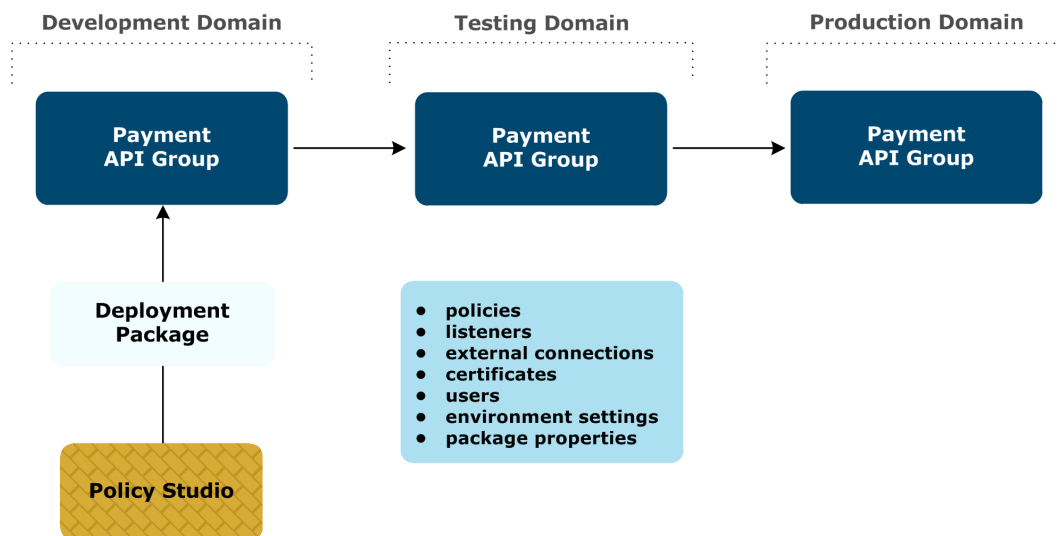 Development Domain
Testing Domain
Production Domain
Payment
API Group
Payment
API Group
Payment
API Group
Deployment
Package
● policies
● listeners
● external connections
● certificates
● users
● environment settings
● package properties
Policy Studio